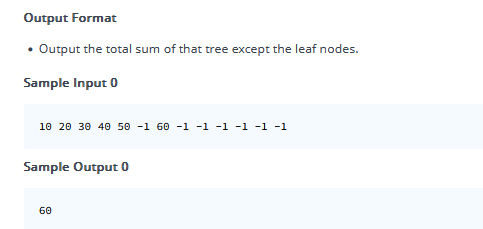 Output Format
• Output the total sum of that tree except the leaf nodes.
Sample Input 0
10 20 30 40 50 -1 60 -1 -1 -1 -1 -1 -1
Sample Output 0
60